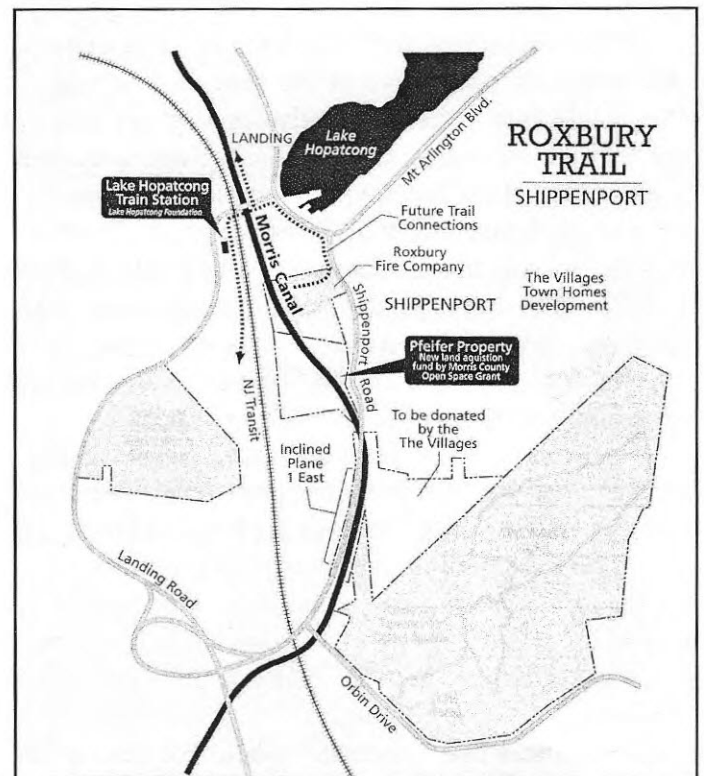 ROXBURY
TRAIL
SHIPPENPORT
LANDING
Lake
Hopatcong
Mt Arlington Blvd.
Lake Hopatcong
Train Station
Lake Hopatcong Foundation
Morris Canal
Future Trail
Connections
Roxbury
Fire Company
Shippenport Road
SHIPPENPORT
The Villages
Town Homes
Development
Pfeifer Property
New land aquistion
fund by Morris County
Open Space Grant
NJ Transit
To be donated
by the
The Villages
Inclined
Plane
1 East
Landing Road
Orbin Drive